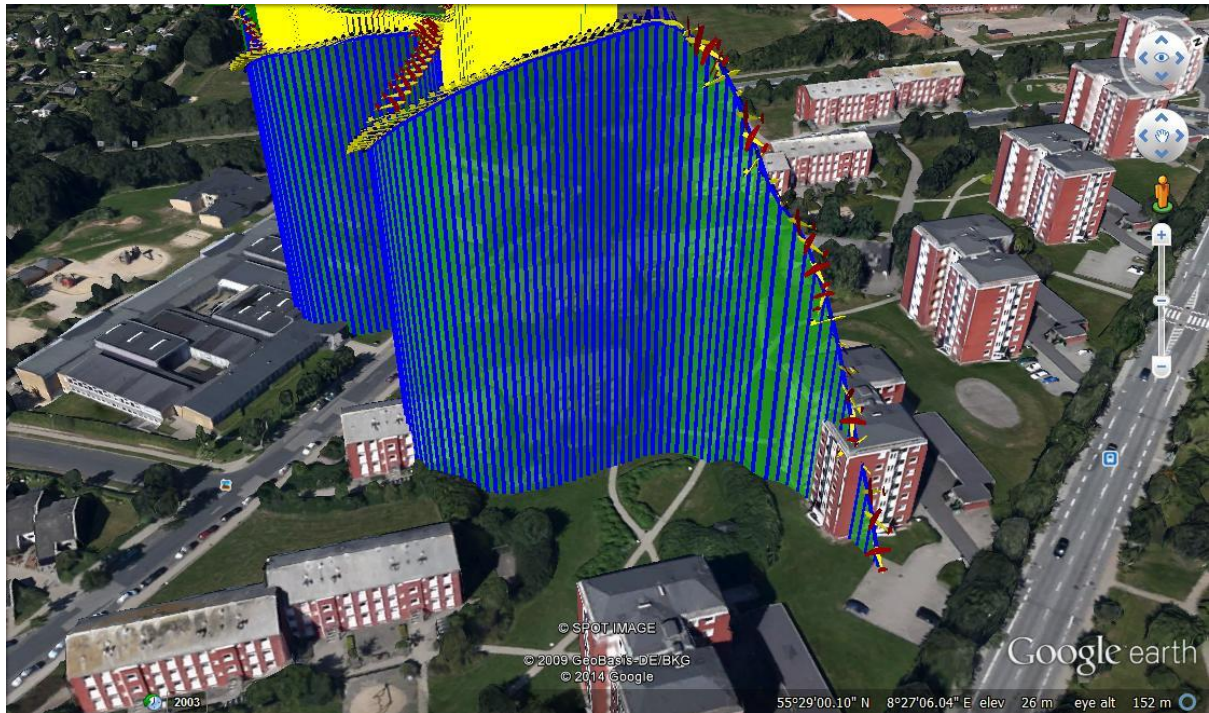 © SPOT IMAGE
© 2009 GeoBasis-DE/BKG
© 2014 Google
Google earth
2003
55°29'00.10" N 8°27'06.04" E elev 26 m eye alt 152 m